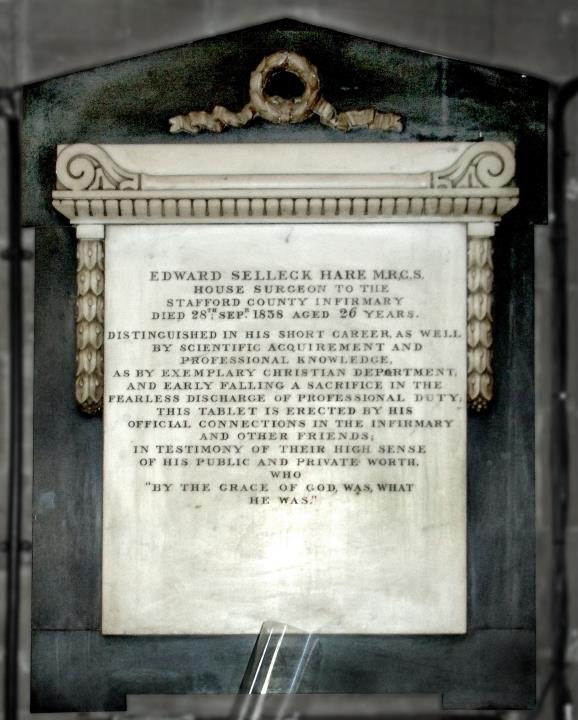 EDWARD SELLECK HARE M.R.C.S.
HOUSE SURGEON TO THE
STAFFORD COUNTY INFIRMARY
DIED 28TH SEPR. 1838 AGED 26 YEARS.
DISTINGUISHED IN HIS SHORT CAREER, AS WELL
BY SCIENTIFIC ACQUIREMENT AND
PROFESSIONAL KNOWLEDGE,
AS BY EXEMPLARY CHRISTIAN DEPORTMENT,
AND EARLY FALLING A SACRIFICE IN THE
FEARLESS DISCHARGE OF PROFESSIONAL DUTY;
THIS TABLET IS ERECTED BY HIS
OFFICIAL CONNECTIONS IN THE INFIRMARY
AND OTHER FRIENDS;
IN TESTIMONY OF THEIR HIGH SENSE
OF HIS PUBLIC AND PRIVATE WORTH,
WHO
"BY THE GRACE OF GOD, WAS, WHAT
HE WAS."